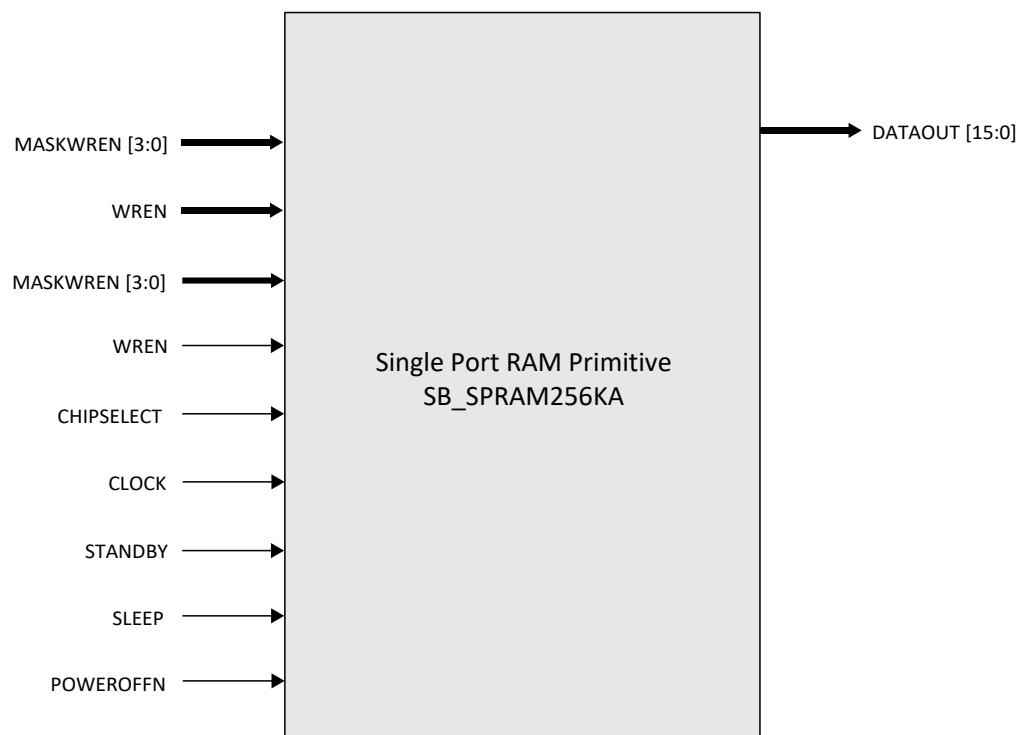 MASKWREN [3:0]
DATAOUT [15:0]
WREN
MASKWREN [3:0]
WREN
Single Port RAM Primitive
SB_SPRAM256KA
CHIPSELECT
CLOCK
STANDBY
SLEEP
POWEROFFN